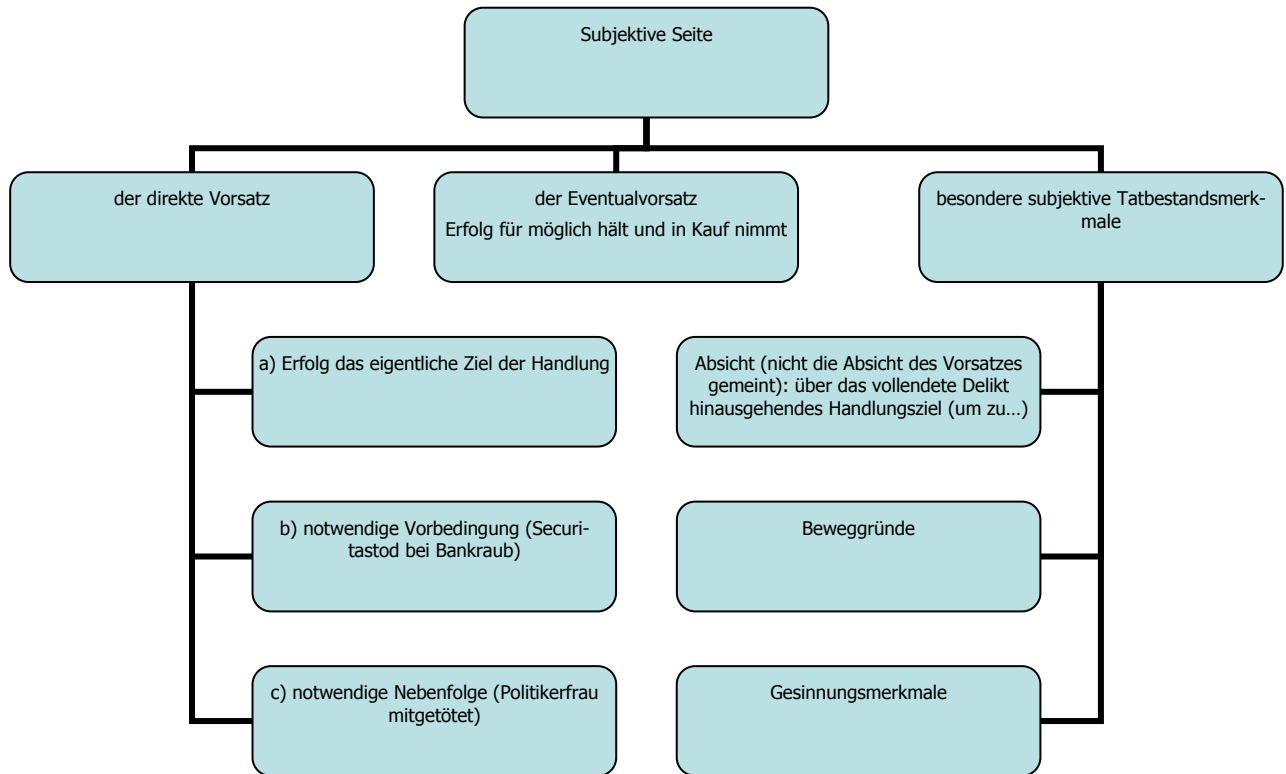 Subjektive Seite
der direkte Vorsatz
der Eventualvorsatz
Erfolg für möglich hält und in Kauf nimmt
besondere subjektive Tatbestandsmerk-
male
a) Erfolg das eigentliche Ziel der Handlung
Absicht (nicht die Absicht des Vorsatzes
gemeint): über das vollendete Delikt
hinausgehendes Handlungsziel (um zu…)
b) notwendige Vorbedingung (Securi-
tastod bei Bankraub)
Beweggründe
c) notwendige Nebenfolge (Politikerfrau
mitgetötet)
Gesinnungsmerkmale